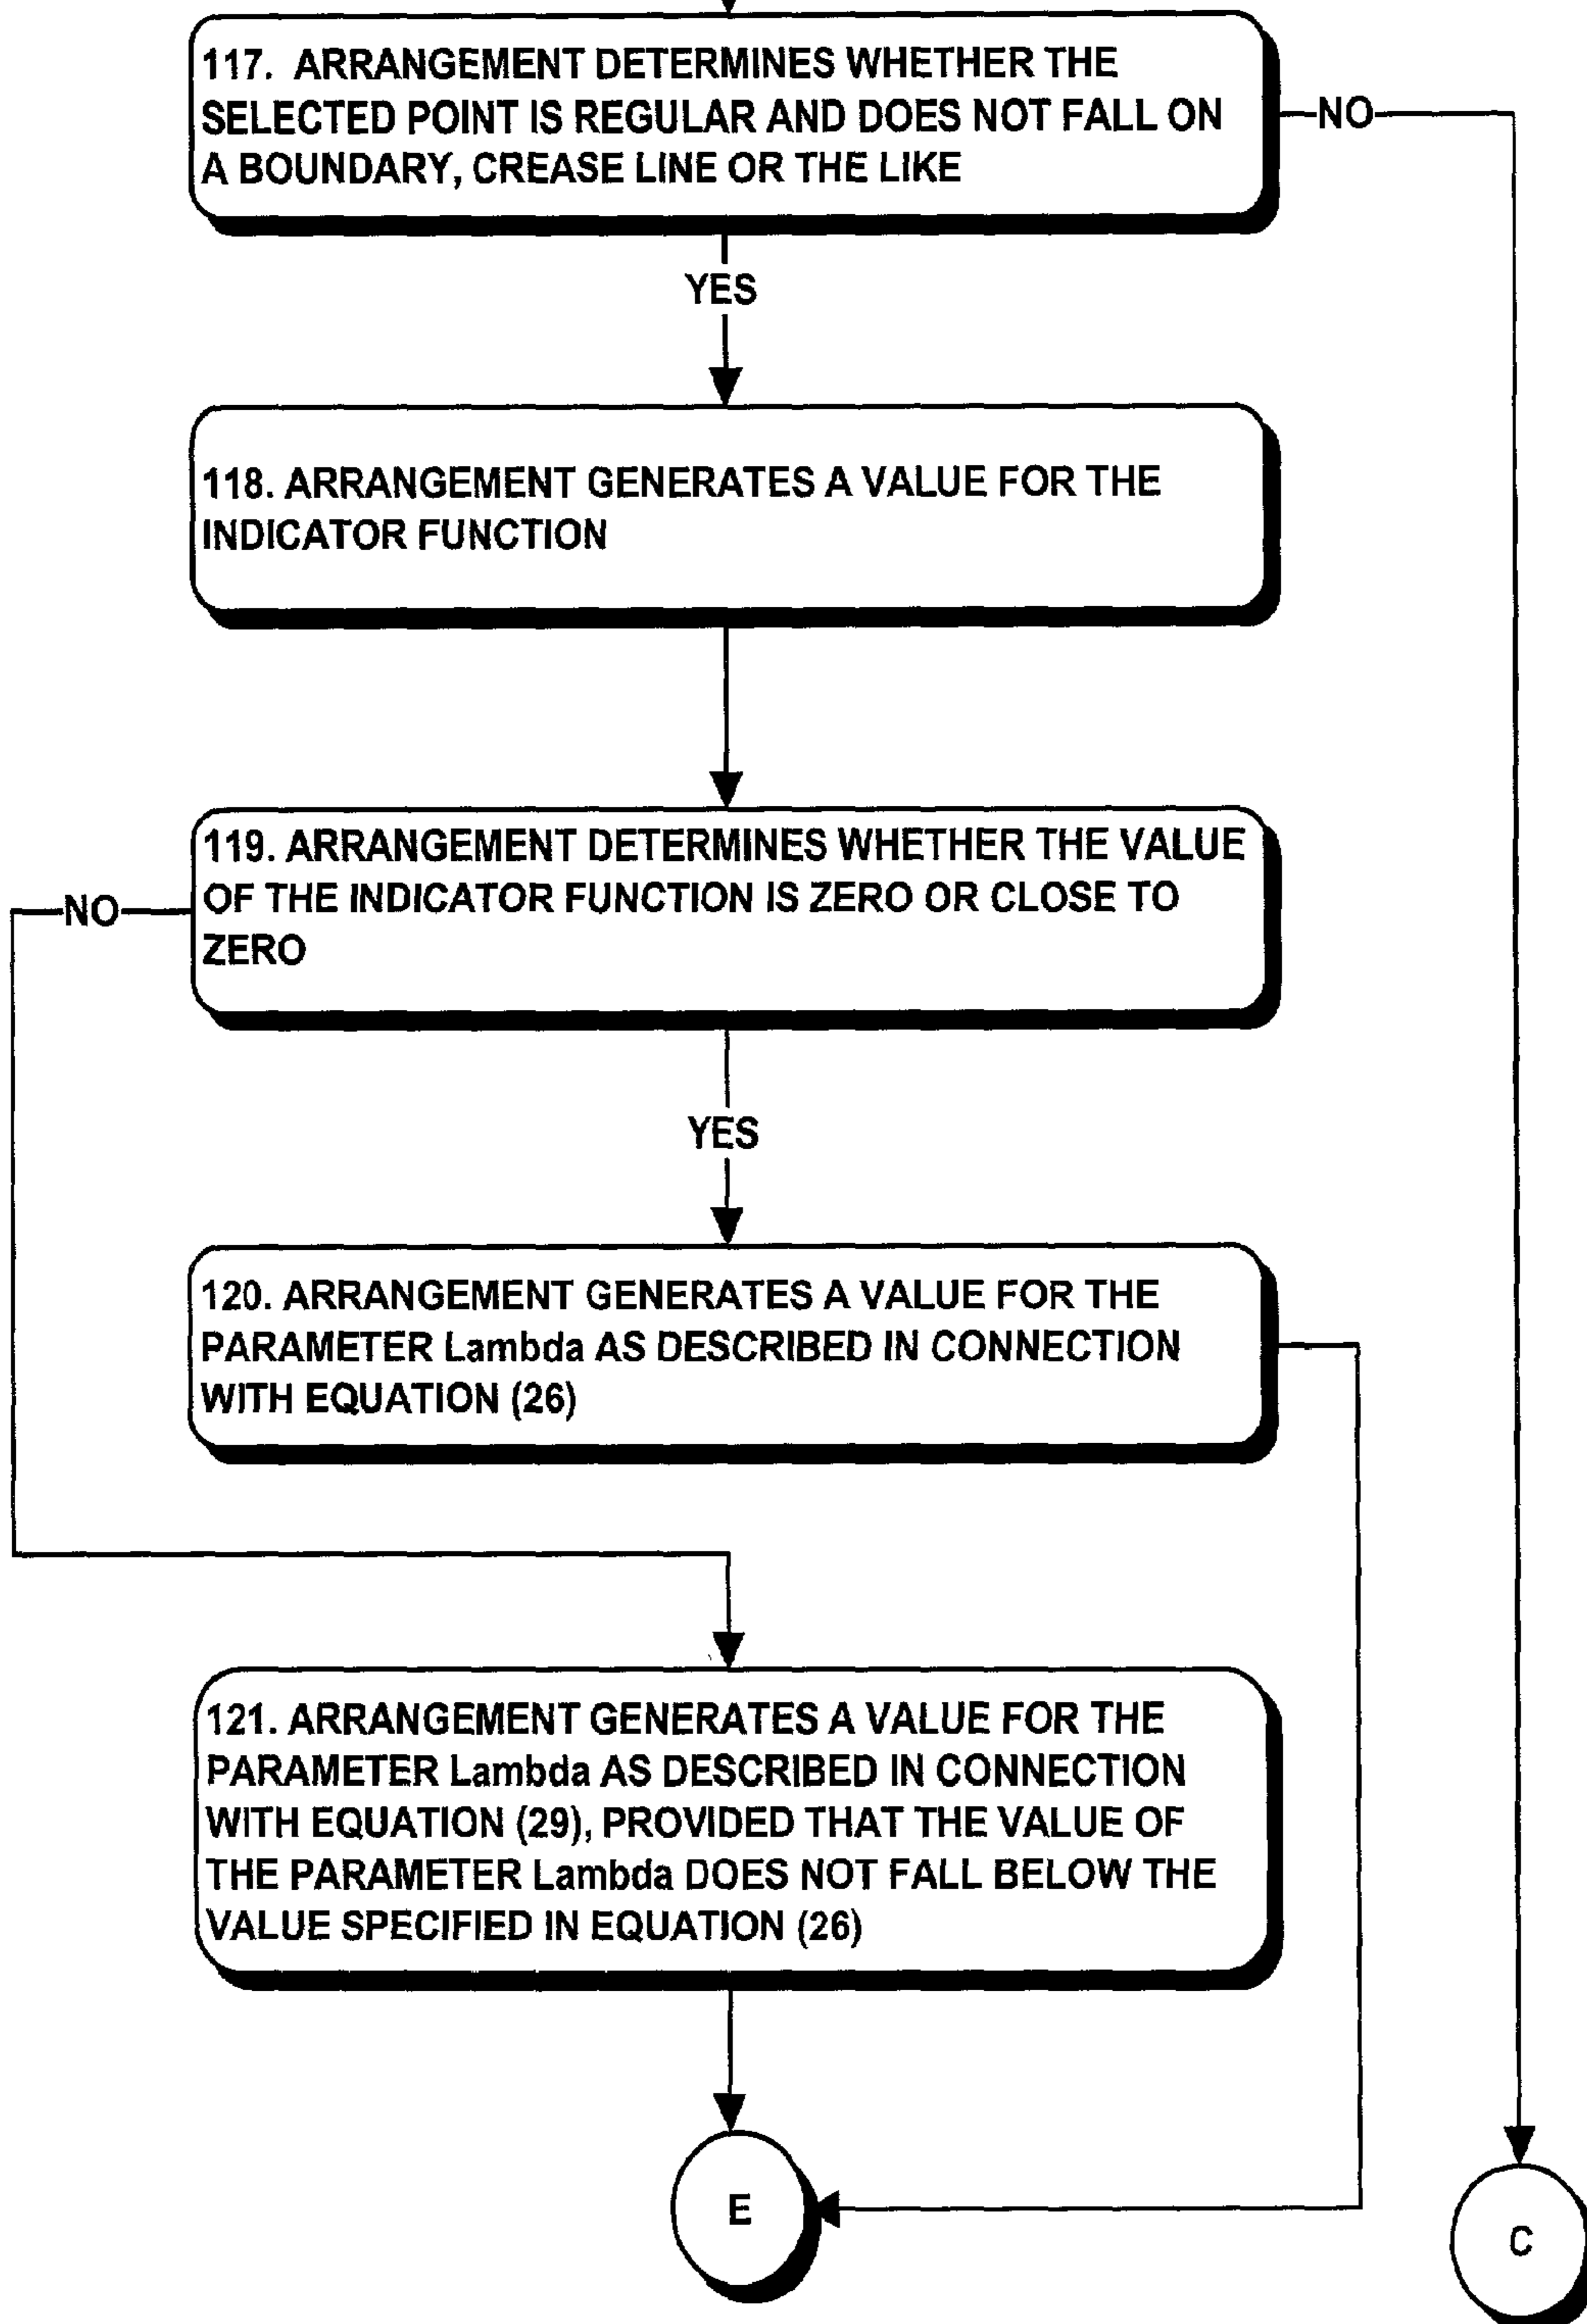 117. ARRANGEMENT DETERMINES WHETHER THE
SELECTED POINT IS REGULAR AND DOES NOT FALL ON
A BOUNDARY, CREASE LINE OR THE LIKE
NO
YES
118. ARRANGEMENT GENERATES A VALUE FOR THE
INDICATOR FUNCTION
119. ARRANGEMENT DETERMINES WHETHER THE VALUE
OF THE INDICATOR FUNCTION IS ZERO OR CLOSE TO
ZERO
NO
YES
120. ARRANGEMENT GENERATES A VALUE FOR THE
PARAMETER Lambda AS DESCRIBED IN CONNECTION
WITH EQUATION (26)
121. ARRANGEMENT GENERATES A VALUE FOR THE
PARAMETER Lambda AS DESCRIBED IN CONNECTION
WITH EQUATION (29), PROVIDED THAT THE VALUE OF
THE PARAMETER Lambda DOES NOT FALL BELOW THE
VALUE SPECIFIED IN EQUATION (26)
E
C